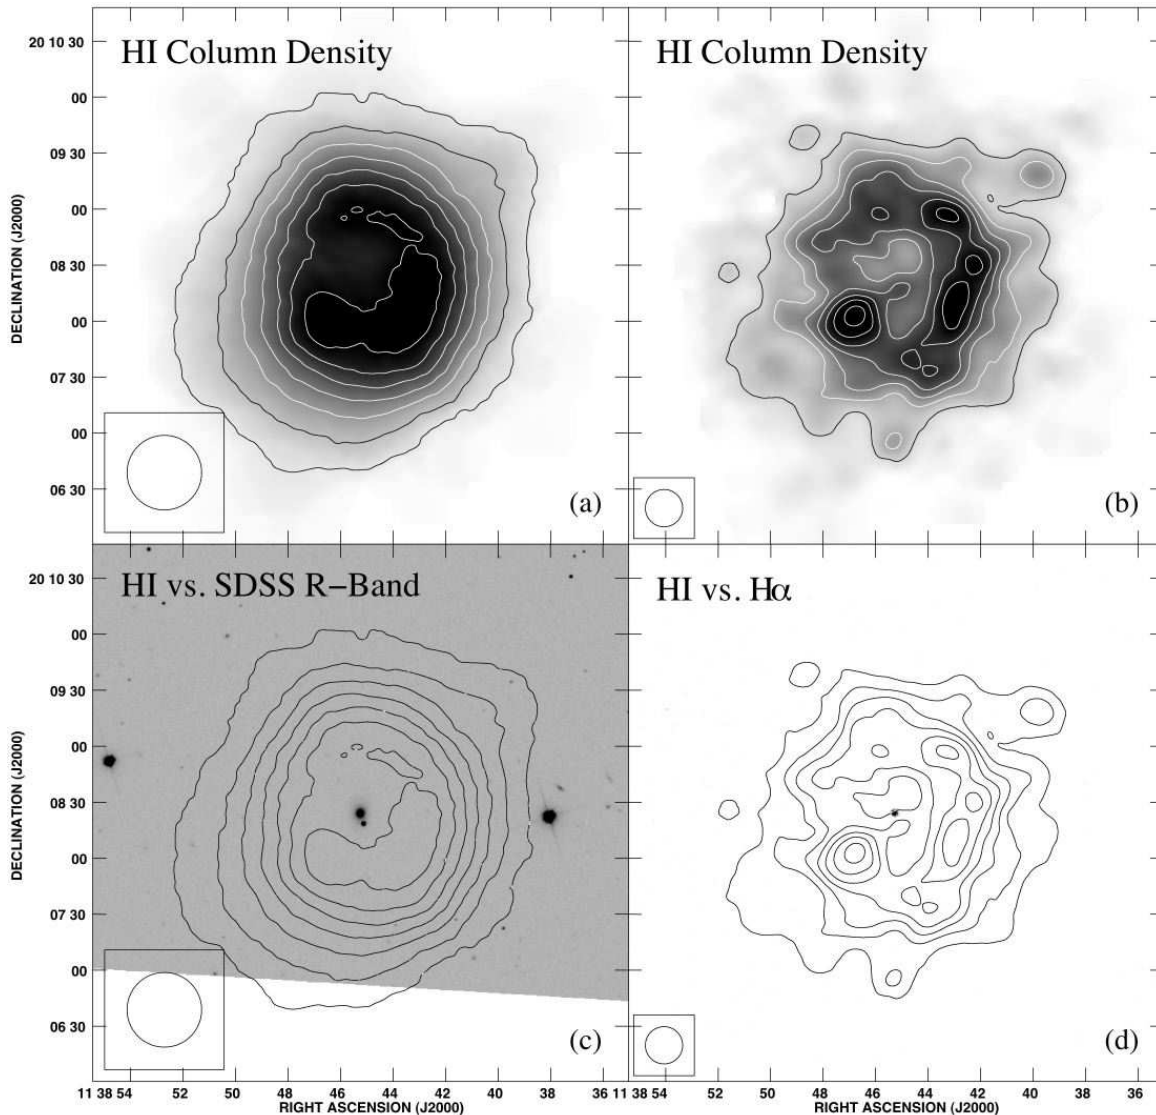 HI Column Density
HI Column Density
20 10 30
00
09 30
00
08 30
00
07 30
00
06 30
DECLINATION (J2000)
(a)
(b)
HI vs. SDSS R−Band
HI vs. Hα
20 10 30
00
09 30
00
08 30
00
07 30
00
06 30
DECLINATION (J2000)
(c)
(d)
11 38 54 52 50 48 46 44 42 40 38 36
RIGHT ASCENSION (J2000)
11 38 54 52 50 48 46 44 42 40 38 36
RIGHT ASCENSION (J2000)